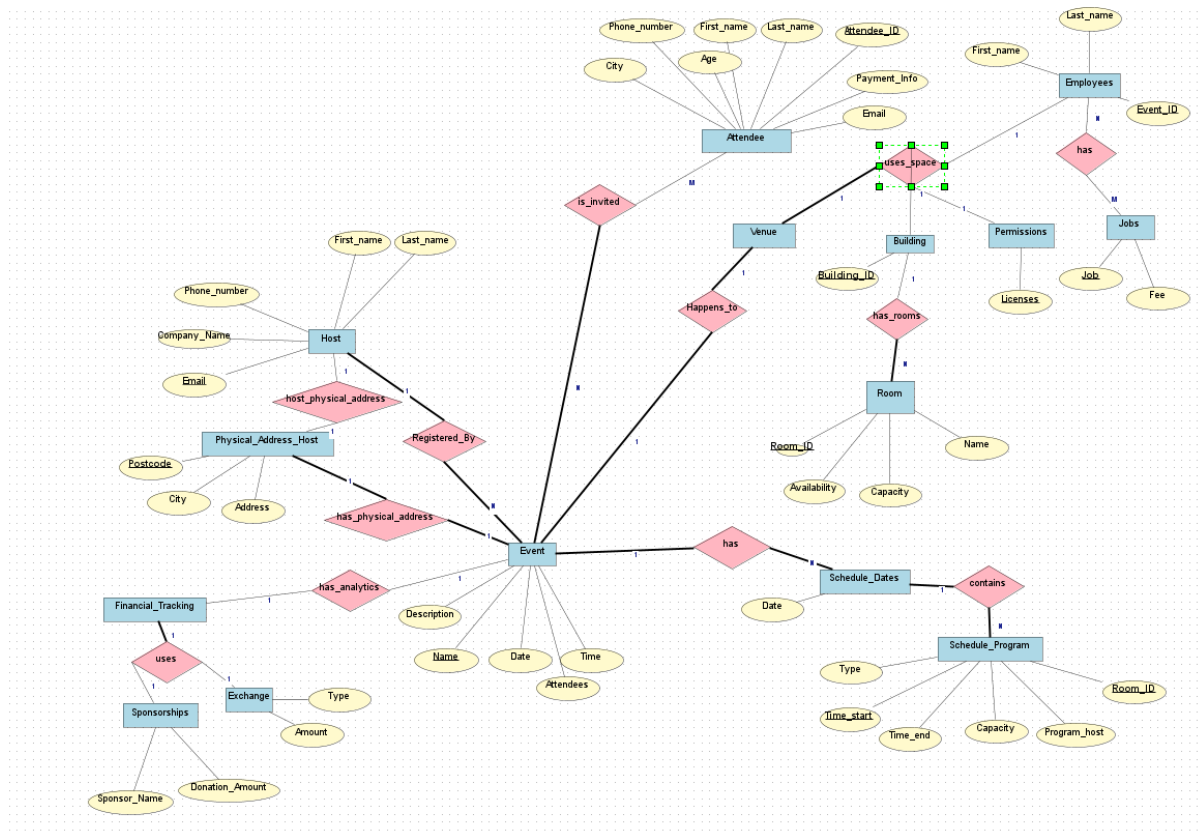 Last_name
Phone_number
First_name
Last_name
Attendee_ID
First_name
City
Age
Payment_Info
Employees
Email
Event_ID
Attendee
N
1
has
uses_space
M
M
is_invited
1
1
1
Venue
Building
Permissions
Jobs
First_name
Last_name
Building_ID
Job
1
1
Phone_number
Licenses
Fee
Happens_to
has_rooms
Company_Name
Host
N
1
Email
1
N
Room
host_physical_address
1
Physical_Address_Host
Registered_By
1
Room_ID
Name
Postcode
City
Address
1
Availability
Capacity
N
has_physical_address
1
Event
1
has
N
Schedule_Dates
1
contains
has_analytics
1
1
Financial_Tracking
Description
Date
N
1
uses
Name
Date
Time
Attendees
Schedule_Program
Type
Room_ID
1
1
Exchange
Type
Sponsorships
Amount
Time_start
Time_end
Capacity
Program_host
Sponsor_Name
Donation_Amount